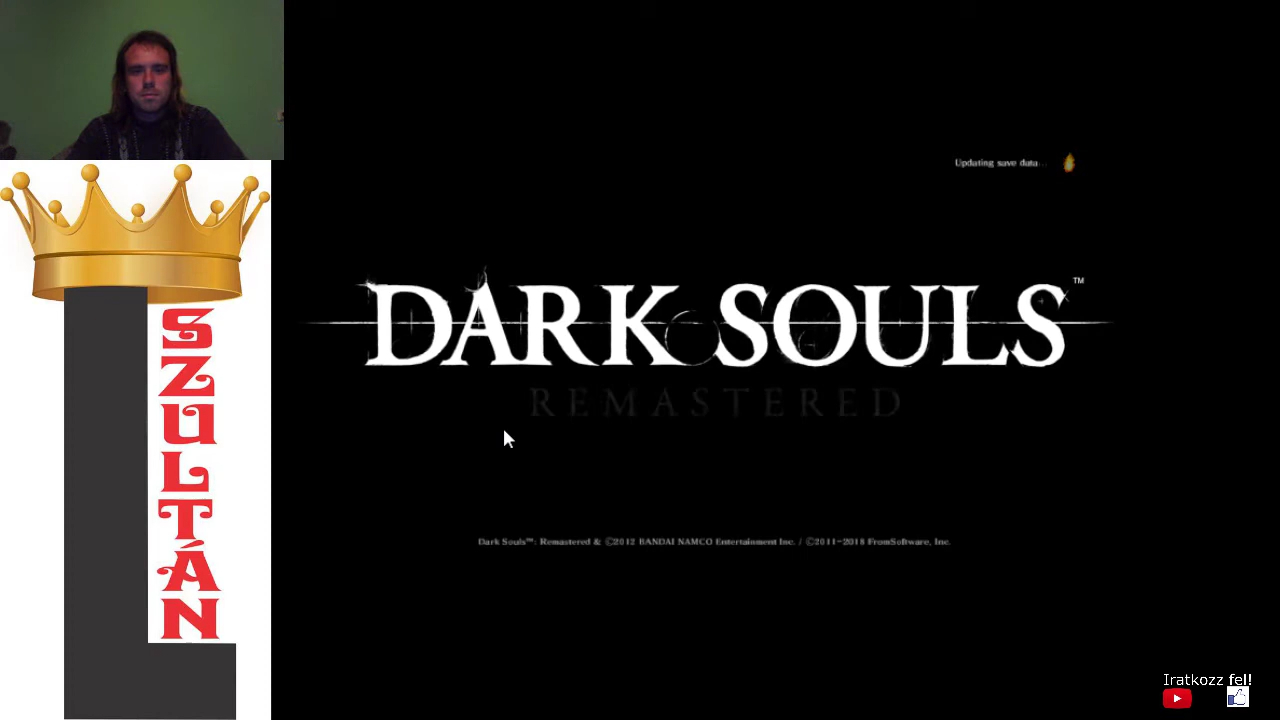 Updating save data...
DARK SOULS™
REMASTERED
Dark Souls™: Remastered & ©2012 BANDAI NAMCO Entertainment Inc. / ©2011-2018 FromSoftware, Inc.
L
SZULTÁN
Iratkozz fel!